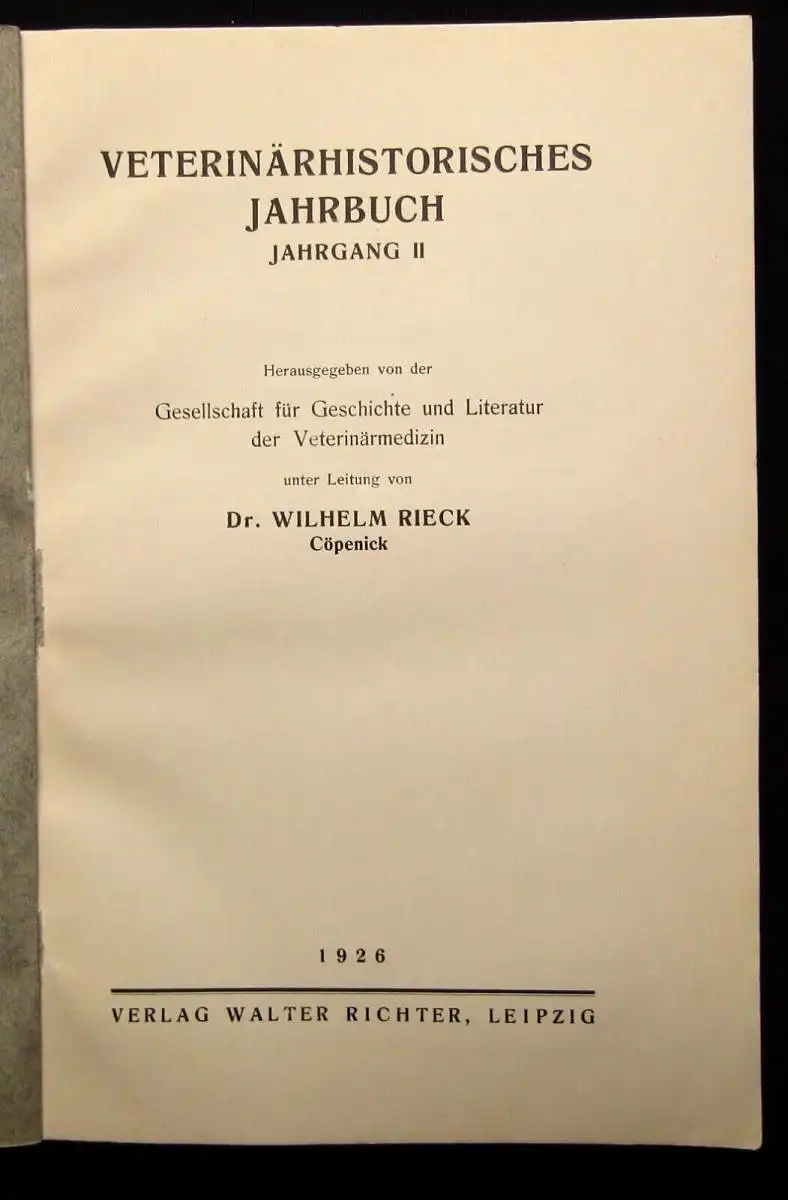 VETERINÄRHISTORISCHES
JAHRBUCH
JAHRGANG II
Herausgegeben von der
Gesellschaft für Geschichte und Literatur
der Veterinärmedizin
unter Leitung von
Dr. WILHELM RIECK
Cöpenick
1926
VERLAG WALTER RICHTER, LEIPZIG